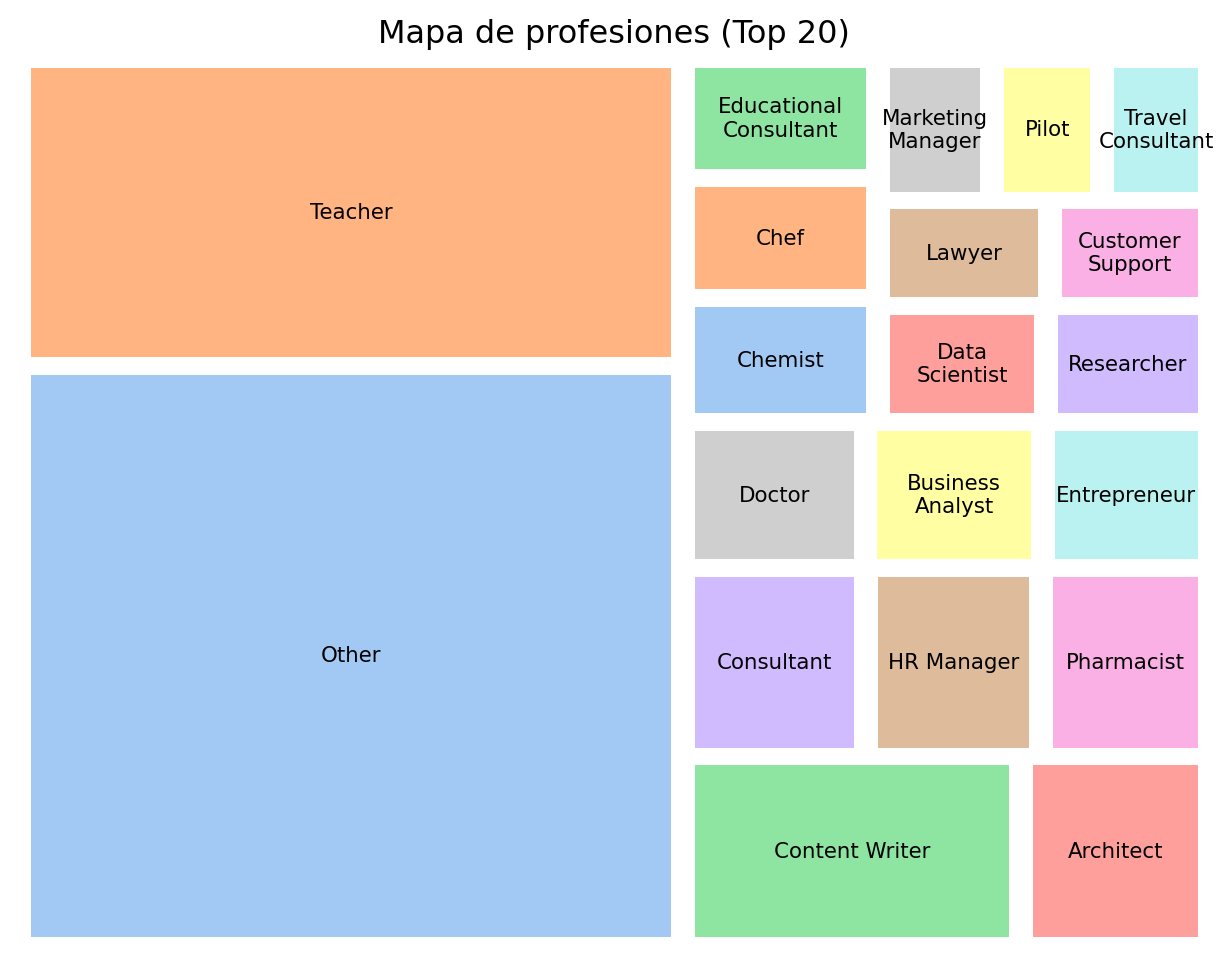 Mapa de profesiones (Top 20)
Teacher
Other
Educational
Consultant
Marketing
Manager
Pilot
Travel
Consultant
Chef
Lawyer
Customer
Support
Chemist
Data
Scientist
Researcher
Doctor
Business
Analyst
Entrepreneur
Consultant
HR Manager
Pharmacist
Content Writer
Architect